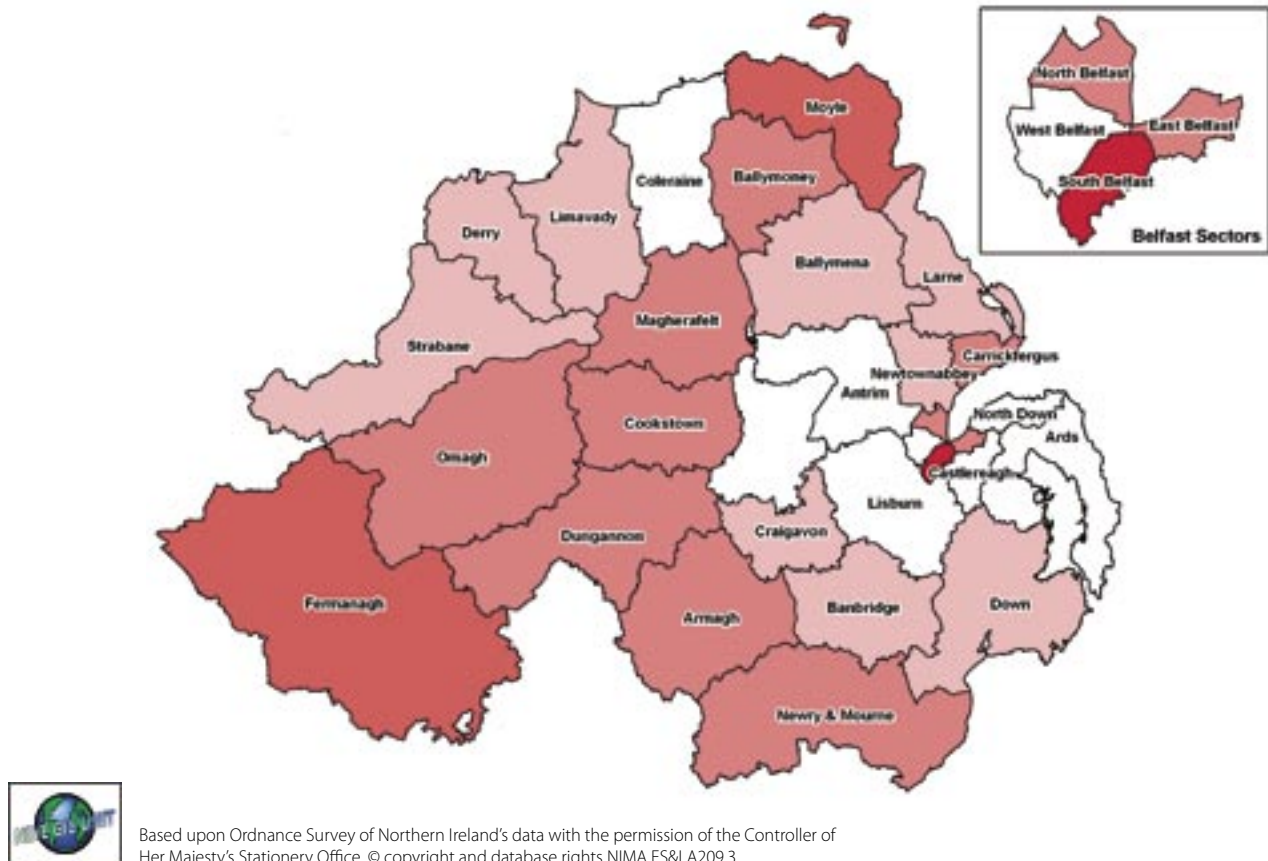 North Belfast
Moyle
West Belfast
East Belfast
Coleraine
Ballymoney
South Belfast
Limavady
Derry
Belfast Sectors
Ballymena
Larne
Magherafelt
Strabane
Carrickfergus
Newtownabbey
Antrim
North Down
Cookstown
Ards
Omagh
Castlereagh
Lisburn
Craigavon
Dungannon
Fermanagh
Banbridge
Down
Armagh
Newry & Mourne
Based upon Ordnance Survey of Northern Ireland's data with the permission of the Controller of
Her Majesty's Stationery Office, © copyright and database rights NIMA ES&LA209.3